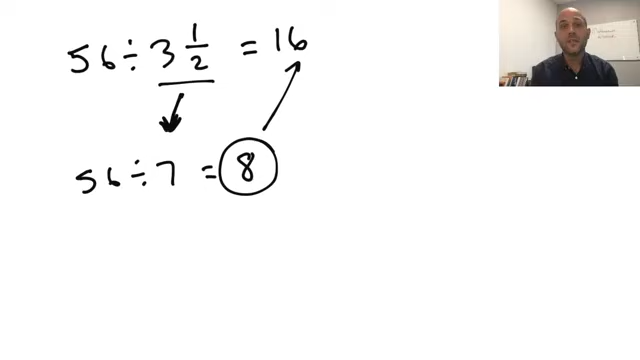 56 ÷ 3 1/2 = 16
56 ÷ 7 = 8